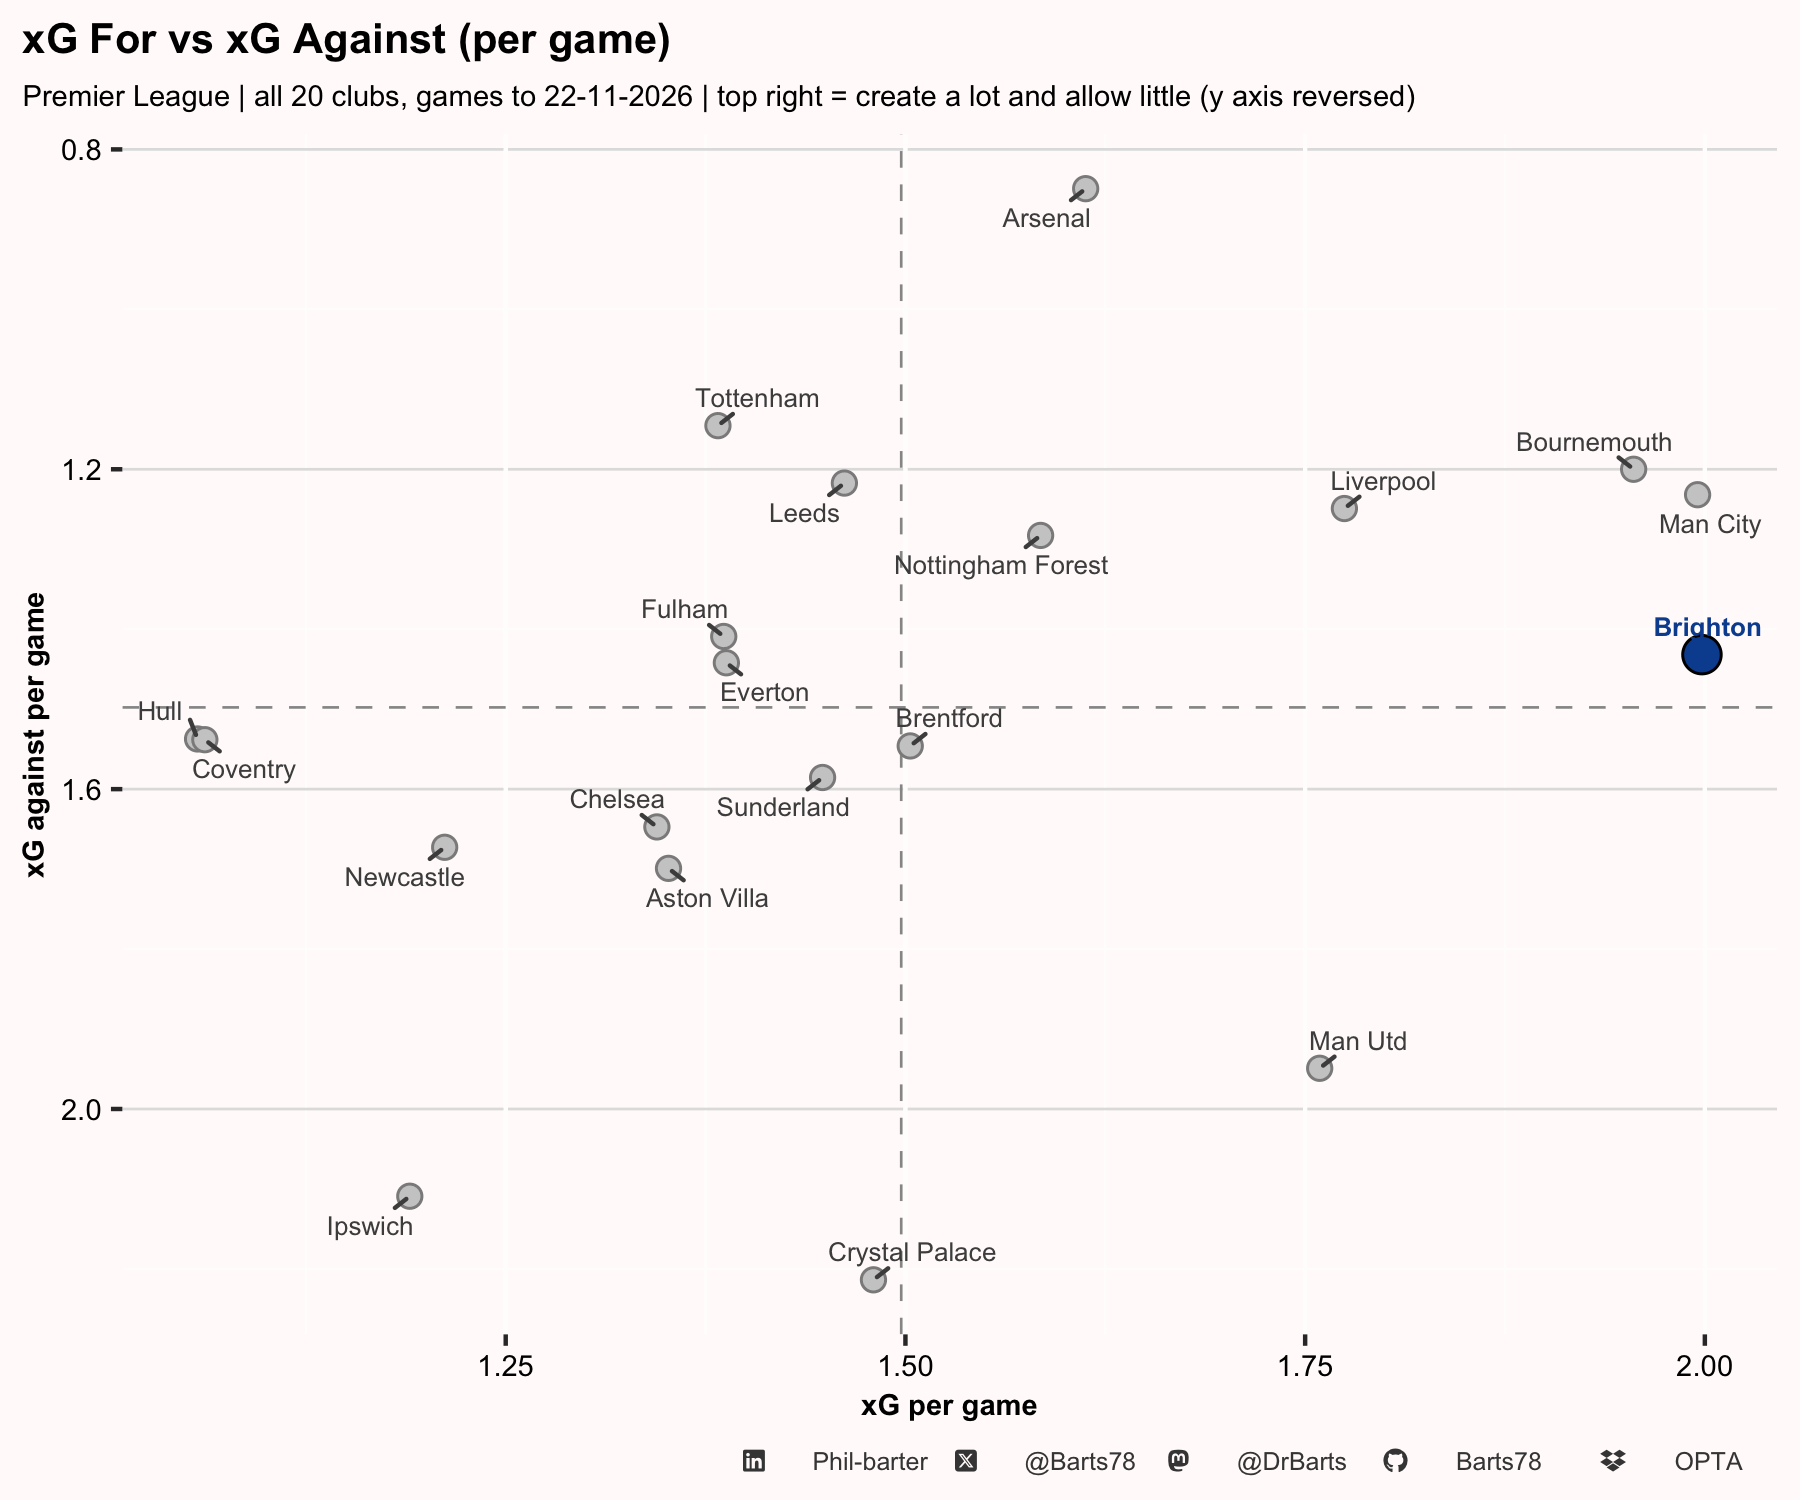 xG For vs xG Against (per game)
Premier League | all 20 clubs, games to 22-11-2026 | top right = create a lot and allow little (y axis reversed)
0.8
Arsenal
Tottenham
Bournemouth
1.2
Liverpool
Leeds
Man City
Nottingham Forest
Fulham
Brighton
Everton
Hull
Brentford
Coventry
1.6
Chelsea
Sunderland
Newcastle
Aston Villa
Man Utd
2.0
Ipswich
Crystal Palace
xG against per game
1.25
1.50
1.75
2.00
xG per game
Phil-barter @Barts78 @DrBarts Barts78 OPTA